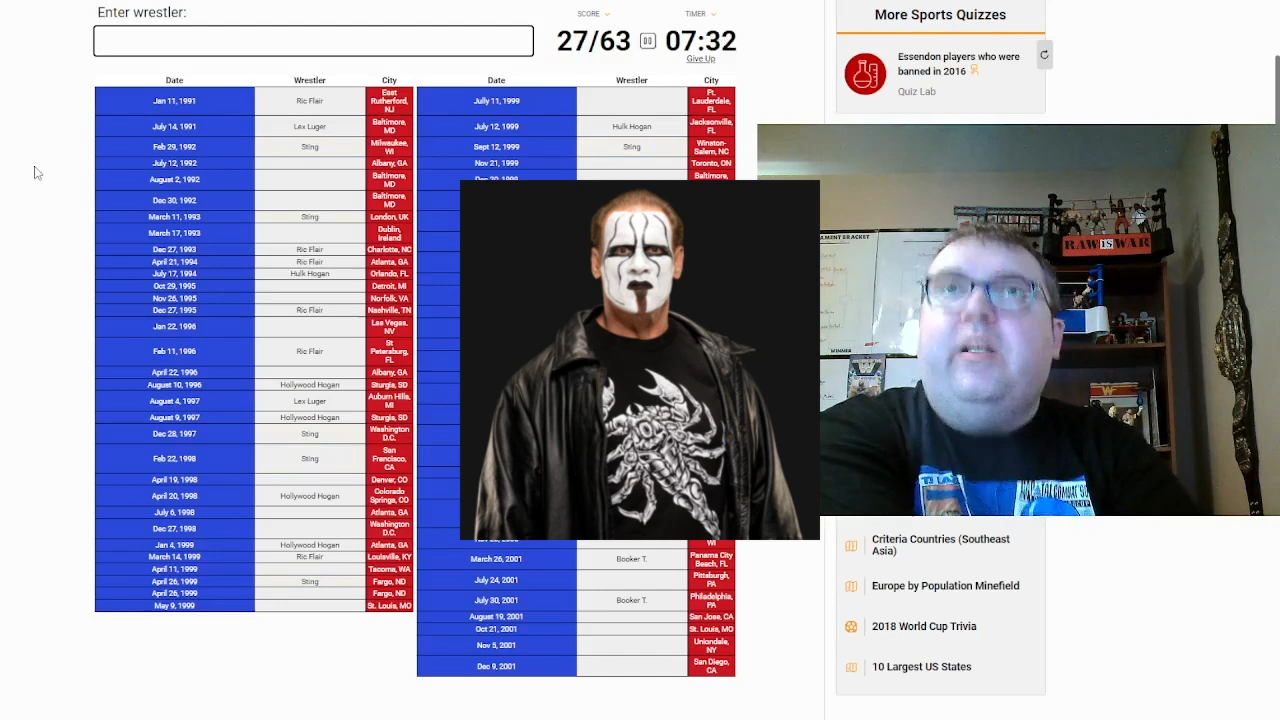 Enter wrestler:
SCORE
TIMER
27/63
07:32
Give Up
Date Wrestler City
Jan 11, 1991 Ric Flair East Rutherford, NJ
July 14, 1991 Lex Luger Baltimore, MD
Feb 29, 1992 Sting Milwaukee, WI
July 12, 1992 Albany, GA
August 2, 1992 Baltimore, MD
Dec 30, 1992 Baltimore, MD
March 11, 1993 Sting London, UK
March 17, 1993 Dublin, Ireland
Dec 27, 1993 Ric Flair Charlotte, NC
April 21, 1994 Ric Flair Atlanta, GA
July 17, 1994 Hulk Hogan Orlando, FL
Oct 29, 1995 Detroit, MI
Nov 26, 1995 Norfolk, VA
Dec 27, 1995 Ric Flair Nashville, TN
Jan 22, 1996 Las Vegas, NV
Feb 11, 1996 Ric Flair St Petersburg, FL
April 22, 1996 Albany, GA
August 10, 1996 Hollywood Hogan Sturgis, SD
August 4, 1997 Lex Luger Auburn Hills, MI
August 9, 1997 Hollywood Hogan Sturgis, SD
Dec 28, 1997 Sting Washington D.C.
Feb 22, 1998 Sting San Francisco, CA
April 19, 1998 Denver, CO
April 20, 1998 Hollywood Hogan Colorado Springs, CO
July 6, 1998 Atlanta, GA
Dec 27, 1998 Washington D.C.
Jan 4, 1999 Hollywood Hogan Atlanta, GA
March 14, 1999 Ric Flair Louisville, KY
April 11, 1999 Tacoma, WA
April 26, 1999 Sting Fargo, ND
April 26, 1999 Fargo, ND
May 9, 1999 St. Louis, MO
Date Wrestler City
Jully 11, 1999 Ft. Lauderdale, FL
July 12, 1999 Hulk Hogan Jacksonville, FL
Sept 12, 1999 Sting Winston-Salem, NC
Nov 21, 1999 Toronto, ON
Baltimore,
WI
March 26, 2001 Booker T. Panama City Beach, FL
July 24, 2001 Pittsburgh, PA
July 30, 2001 Booker T. Philadelphia, PA
August 19, 2001 San Jose, CA
Oct 21, 2001 St. Louis, MO
Nov 5, 2001 Uniondale, NY
Dec 9, 2001 San Diego, CA
More Sports Quizzes
Essendon players who were
banned in 2016
Quiz Lab
RAW IS WAR
WINNER
Criteria Countries (Southeast
Asia)
Europe by Population Minefield
2018 World Cup Trivia
10 Largest US States